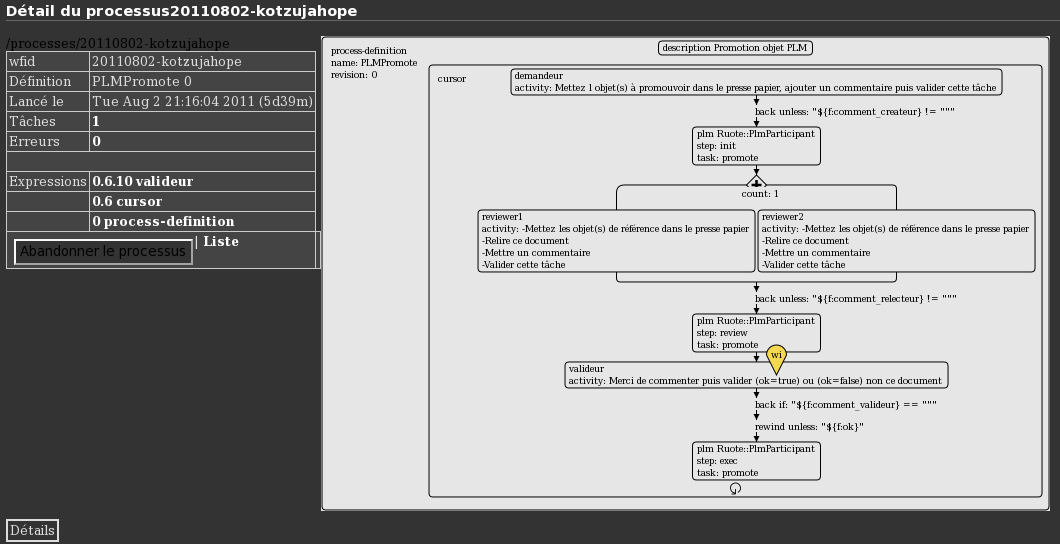 Détail du processus20110802-kotzujahope
/processes/20110802-kotzujahope
wfid 20110802-kotzujahope
Définition PLMPromote 0
Lancé le Tue Aug 2 21:16:04 2011 (5d39m)
Tâches 1
Erreurs 0
Expressions 0.6.10 valideur
0.6 cursor
0 process-definition
Abandonner le processus | Liste
process-definition
name: PLMPromote
revision: 0
description Promotion objet PLM
cursor
demandeur
activity: Mettez l objet(s) à promouvoir dans le presse papier, ajouter un commentaire puis valider cette tâche
back unless: "${f:comment_createur} != """
plm Ruote::PlmParticipant
step: init
task: promote
count: 1
reviewer1
activity: -Mettez les objet(s) de référence dans le presse papier
-Relire ce document
-Mettre un commentaire
-Valider cette tâche
reviewer2
activity: -Mettez les objet(s) de référence dans le presse papier
-Relire ce document
-Mettre un commentaire
-Valider cette tâche
back unless: "${f:comment_relecteur} != """
plm Ruote::PlmParticipant
step: review
task: promote
wi
valideur
activity: Merci de commenter puis valider (ok=true) ou (ok=false) non ce document
back if: "${f:comment_valideur} == """
rewind unless: "${f:ok}"
plm Ruote::PlmParticipant
step: exec
task: promote
Détails